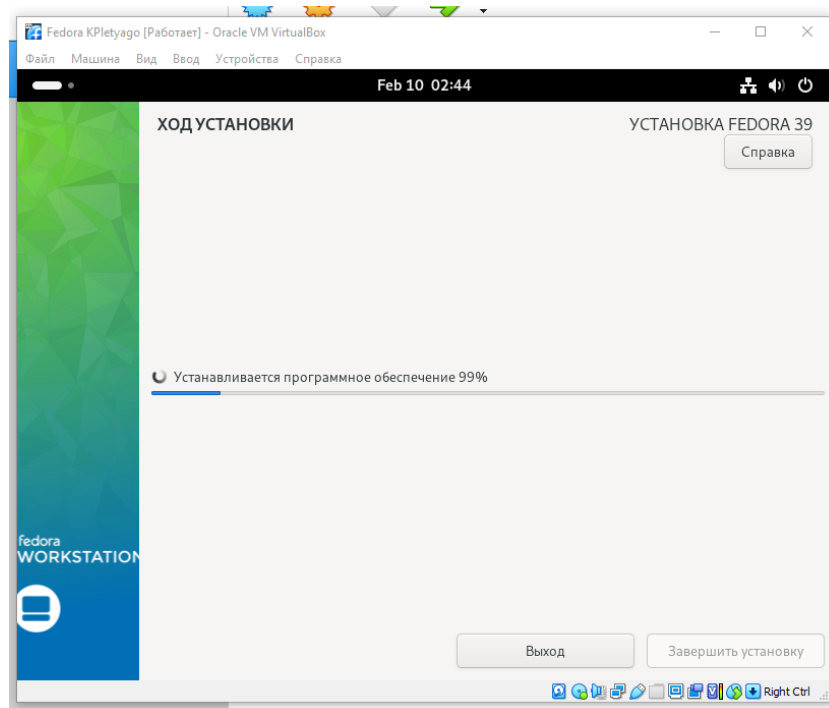 Fedora KPletyago [Работает] - Oracle VM VirtualBox
Файл Машина Вид Ввод Устройства Справка
Feb 10 02:44
ХОД УСТАНОВКИ
УСТАНОВКА FEDORA 39
Справка
Устанавливается программное обеспечение 99%
fedora
WORKSTATION
Выход
Завершить установку
Right Ctrl